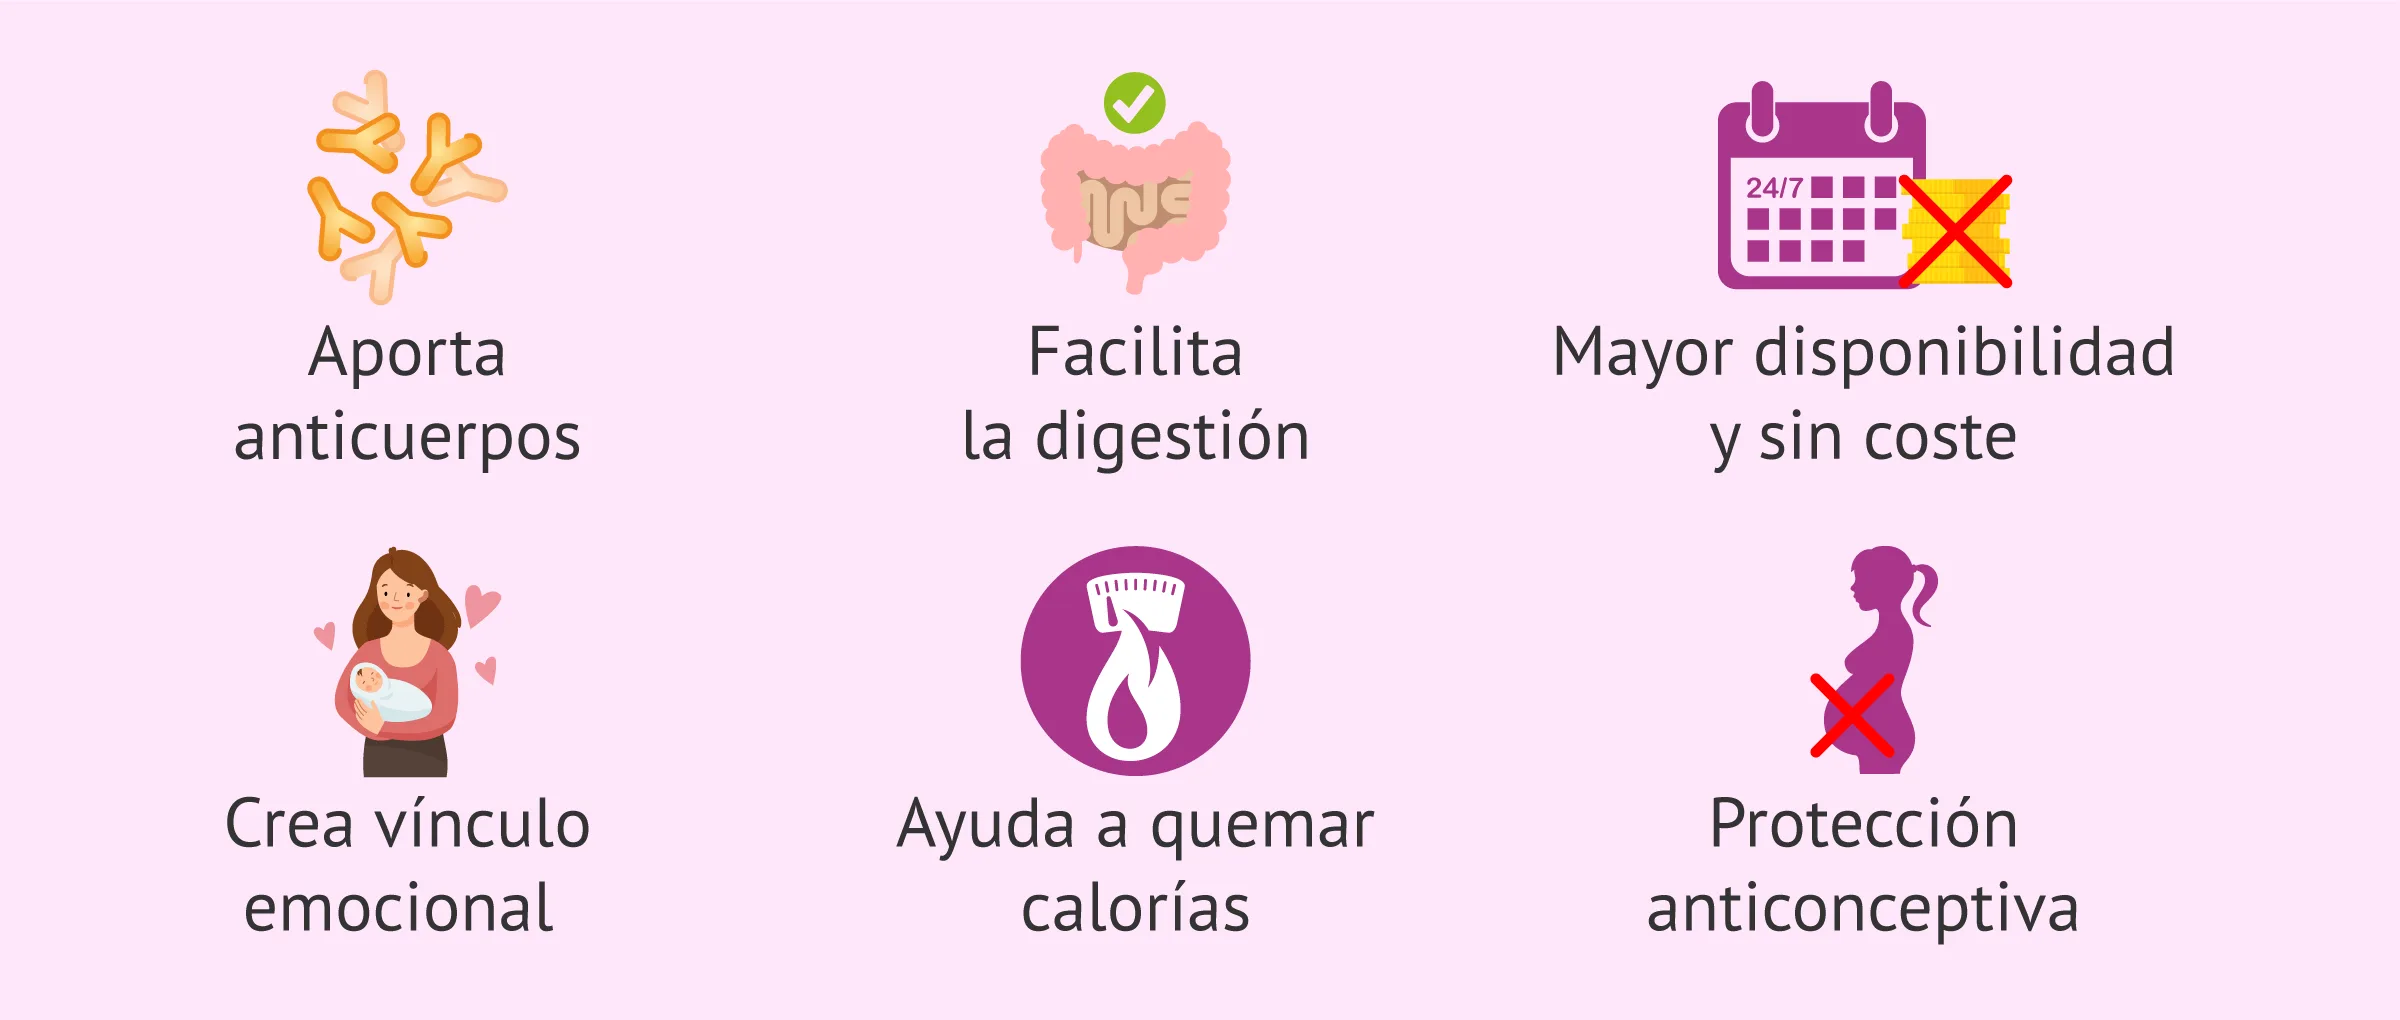 24/7
Aporta
anticuerpos
Facilita
la digestión
Mayor disponibilidad
y sin coste
Crea vínculo
emocional
Ayuda a quemar
calorías
Protección
anticonceptiva